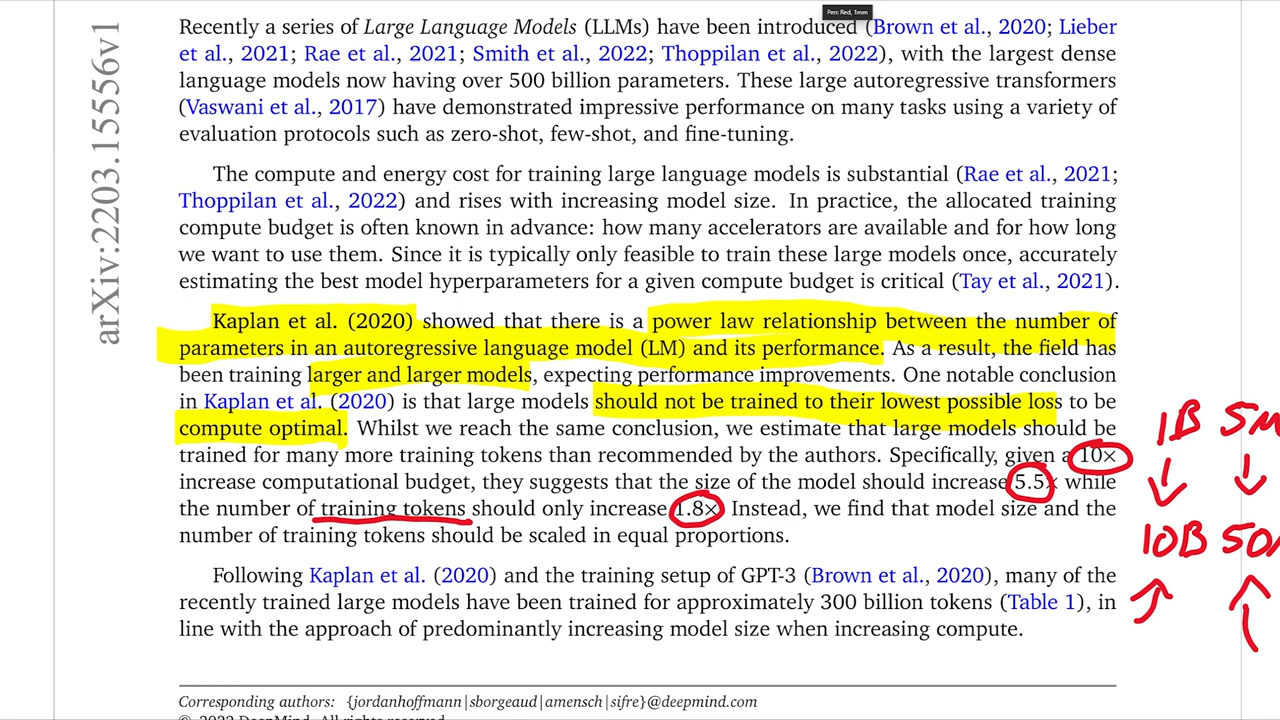 Pen: Red, 1mm
arXiv:2203.15556v1
Recently a series of Large Language Models (LLMs) have been introduced (Brown et al., 2020; Lieber
et al., 2021; Rae et al., 2021; Smith et al., 2022; Thoppilan et al., 2022), with the largest dense
language models now having over 500 billion parameters. These large autoregressive transformers
(Vaswani et al., 2017) have demonstrated impressive performance on many tasks using a variety of
evaluation protocols such as zero-shot, few-shot, and fine-tuning.
The compute and energy cost for training large language models is substantial (Rae et al., 2021;
Thoppilan et al., 2022) and rises with increasing model size. In practice, the allocated training
compute budget is often known in advance: how many accelerators are available and for how long
we want to use them. Since it is typically only feasible to train these large models once, accurately
estimating the best model hyperparameters for a given compute budget is critical (Tay et al., 2021).
Kaplan et al. (2020) showed that there is a power law relationship between the number of
parameters in an autoregressive language model (LM) and its performance. As a result, the field has
been training larger and larger models, expecting performance improvements. One notable conclusion
in Kaplan et al. (2020) is that large models should not be trained to their lowest possible loss to be
compute optimal. Whilst we reach the same conclusion, we estimate that large models should be
trained for many more training tokens than recommended by the authors. Specifically, given a 10×
increase computational budget, they suggests that the size of the model should increase 5.5× while
the number of training tokens should only increase 1.8×. Instead, we find that model size and the
number of training tokens should be scaled in equal proportions.
1B 5M
10B 50M
Following Kaplan et al. (2020) and the training setup of GPT-3 (Brown et al., 2020), many of the
recently trained large models have been trained for approximately 300 billion tokens (Table 1), in
line with the approach of predominantly increasing model size when increasing compute.
Corresponding authors: {jordanhoffmann|sborgeaud|amensch|sifre}@deepmind.com
© 2022 DeepMind. All rights reserved